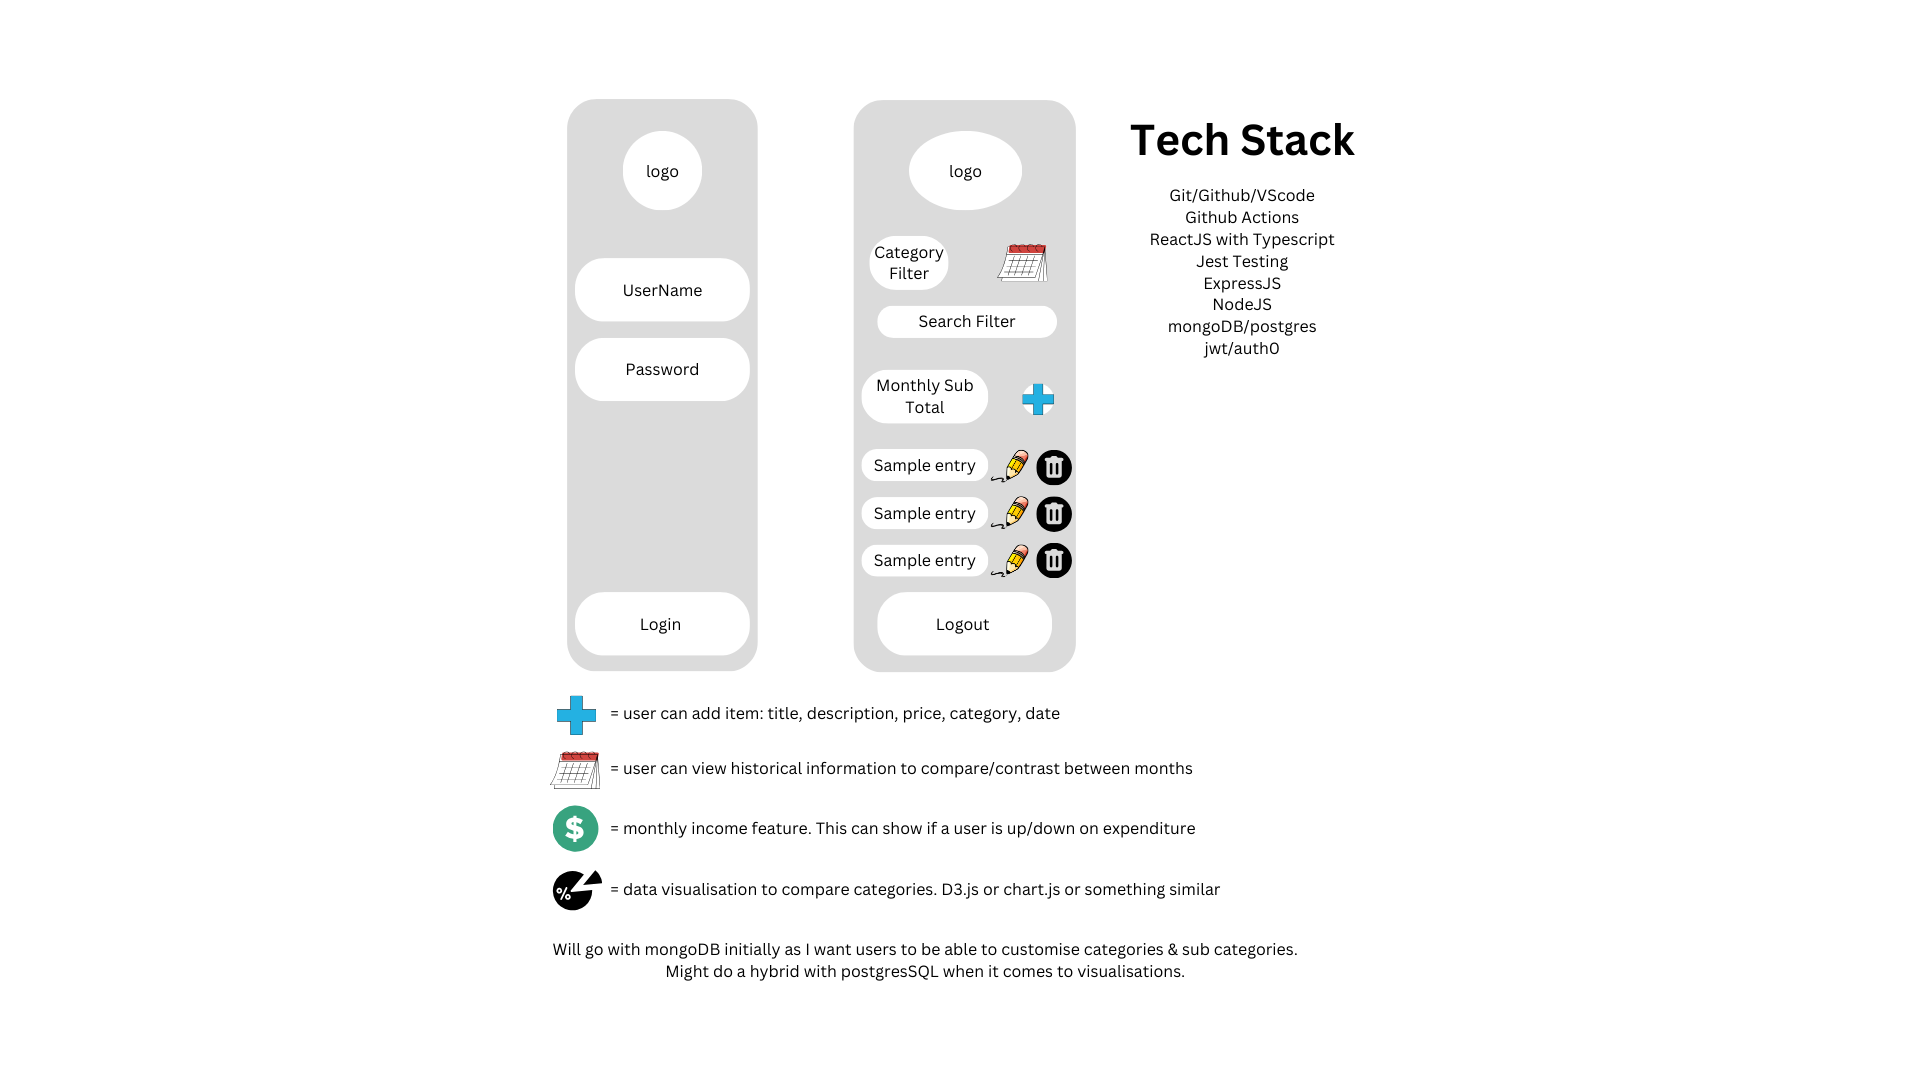 logo
UserName
Password
Login
logo
Category
Filter
Search Filter
Monthly Sub
Total
Sample entry
Sample entry
Sample entry
Logout
Tech Stack
Git/Github/VScode
Github Actions
ReactJS with Typescript
Jest Testing
ExpressJS
NodeJS
mongoDB/postgres
jwt/auth0
= user can add item: title, description, price, category, date
= user can view historical information to compare/contrast between months
$
= monthly income feature. This can show if a user is up/down on expenditure
%
= data visualisation to compare categories. D3.js or chart.js or something similar
Will go with mongoDB initially as I want users to be able to customise categories & sub categories.
Might do a hybrid with postgresSQL when it comes to visualisations.